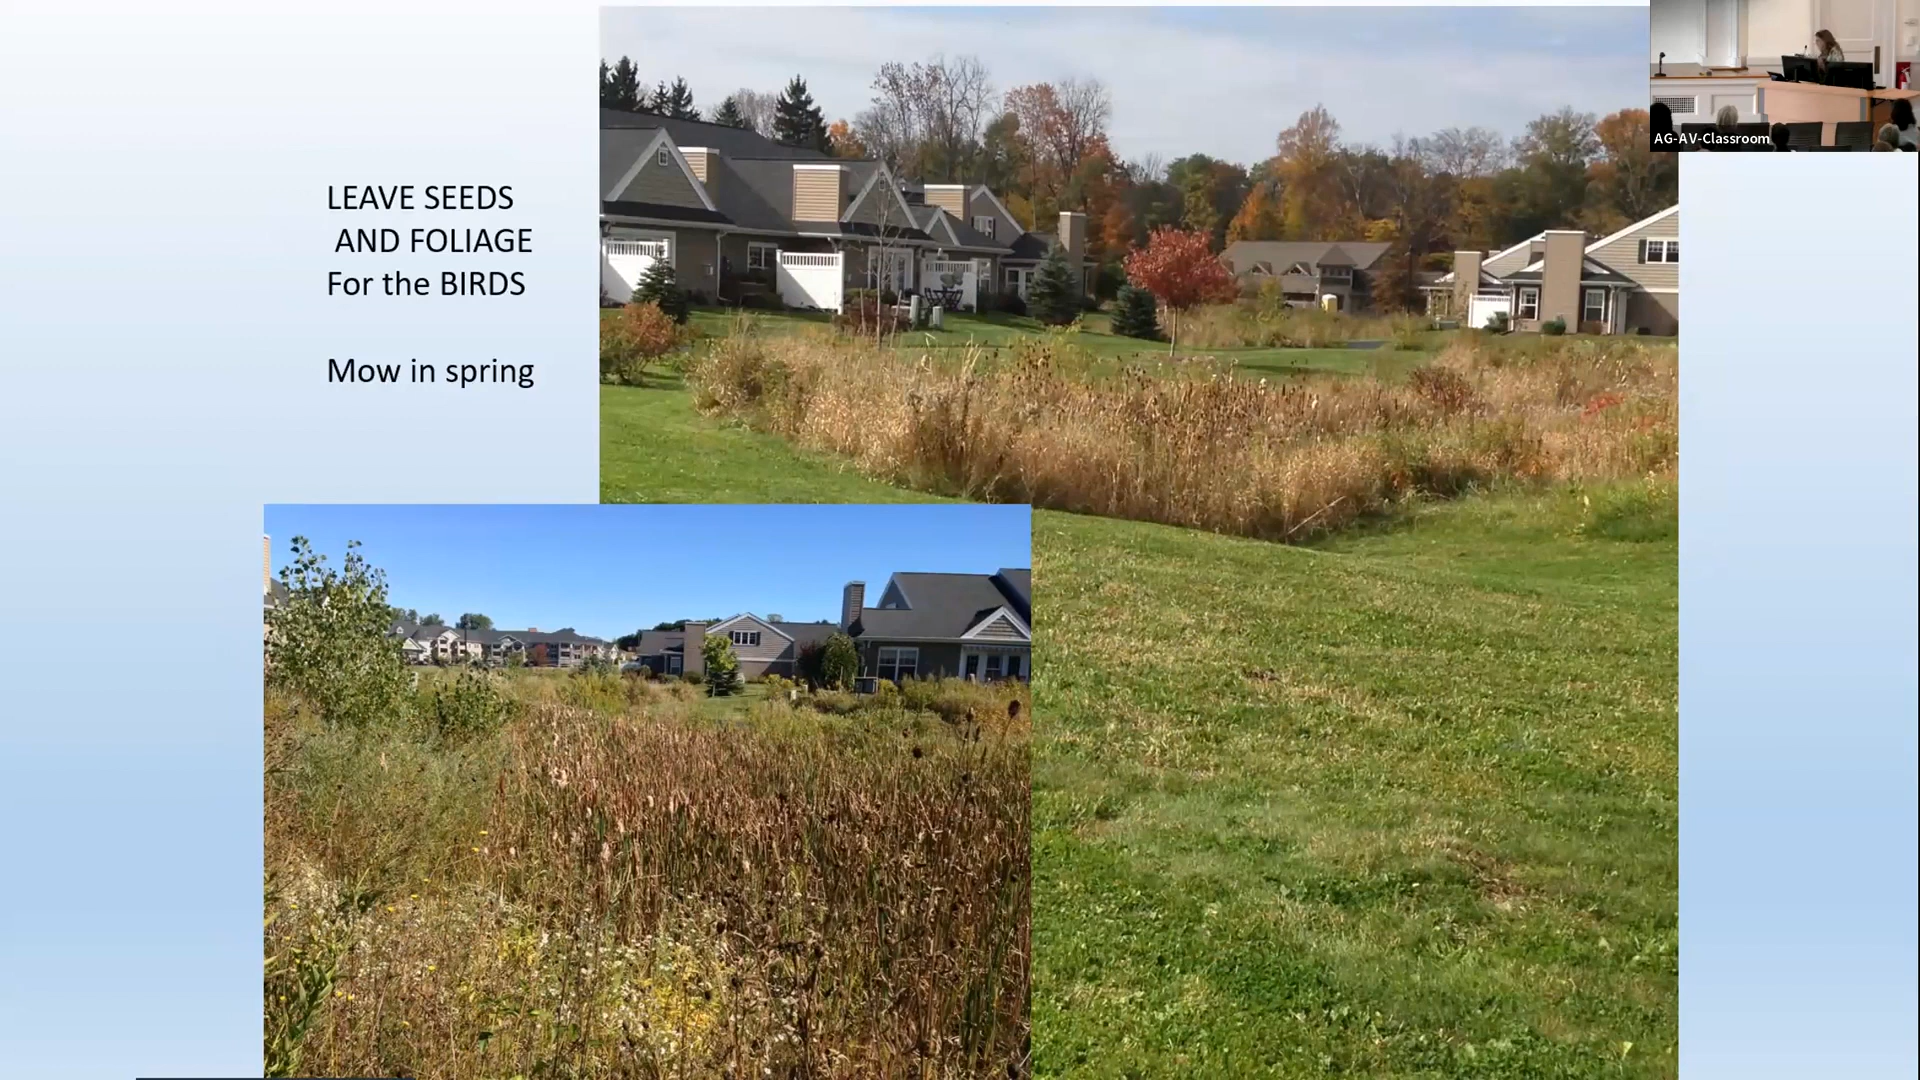 LEAVE SEEDS
AND FOLIAGE
For the BIRDS
Mow in spring
AG-AV-Classroom